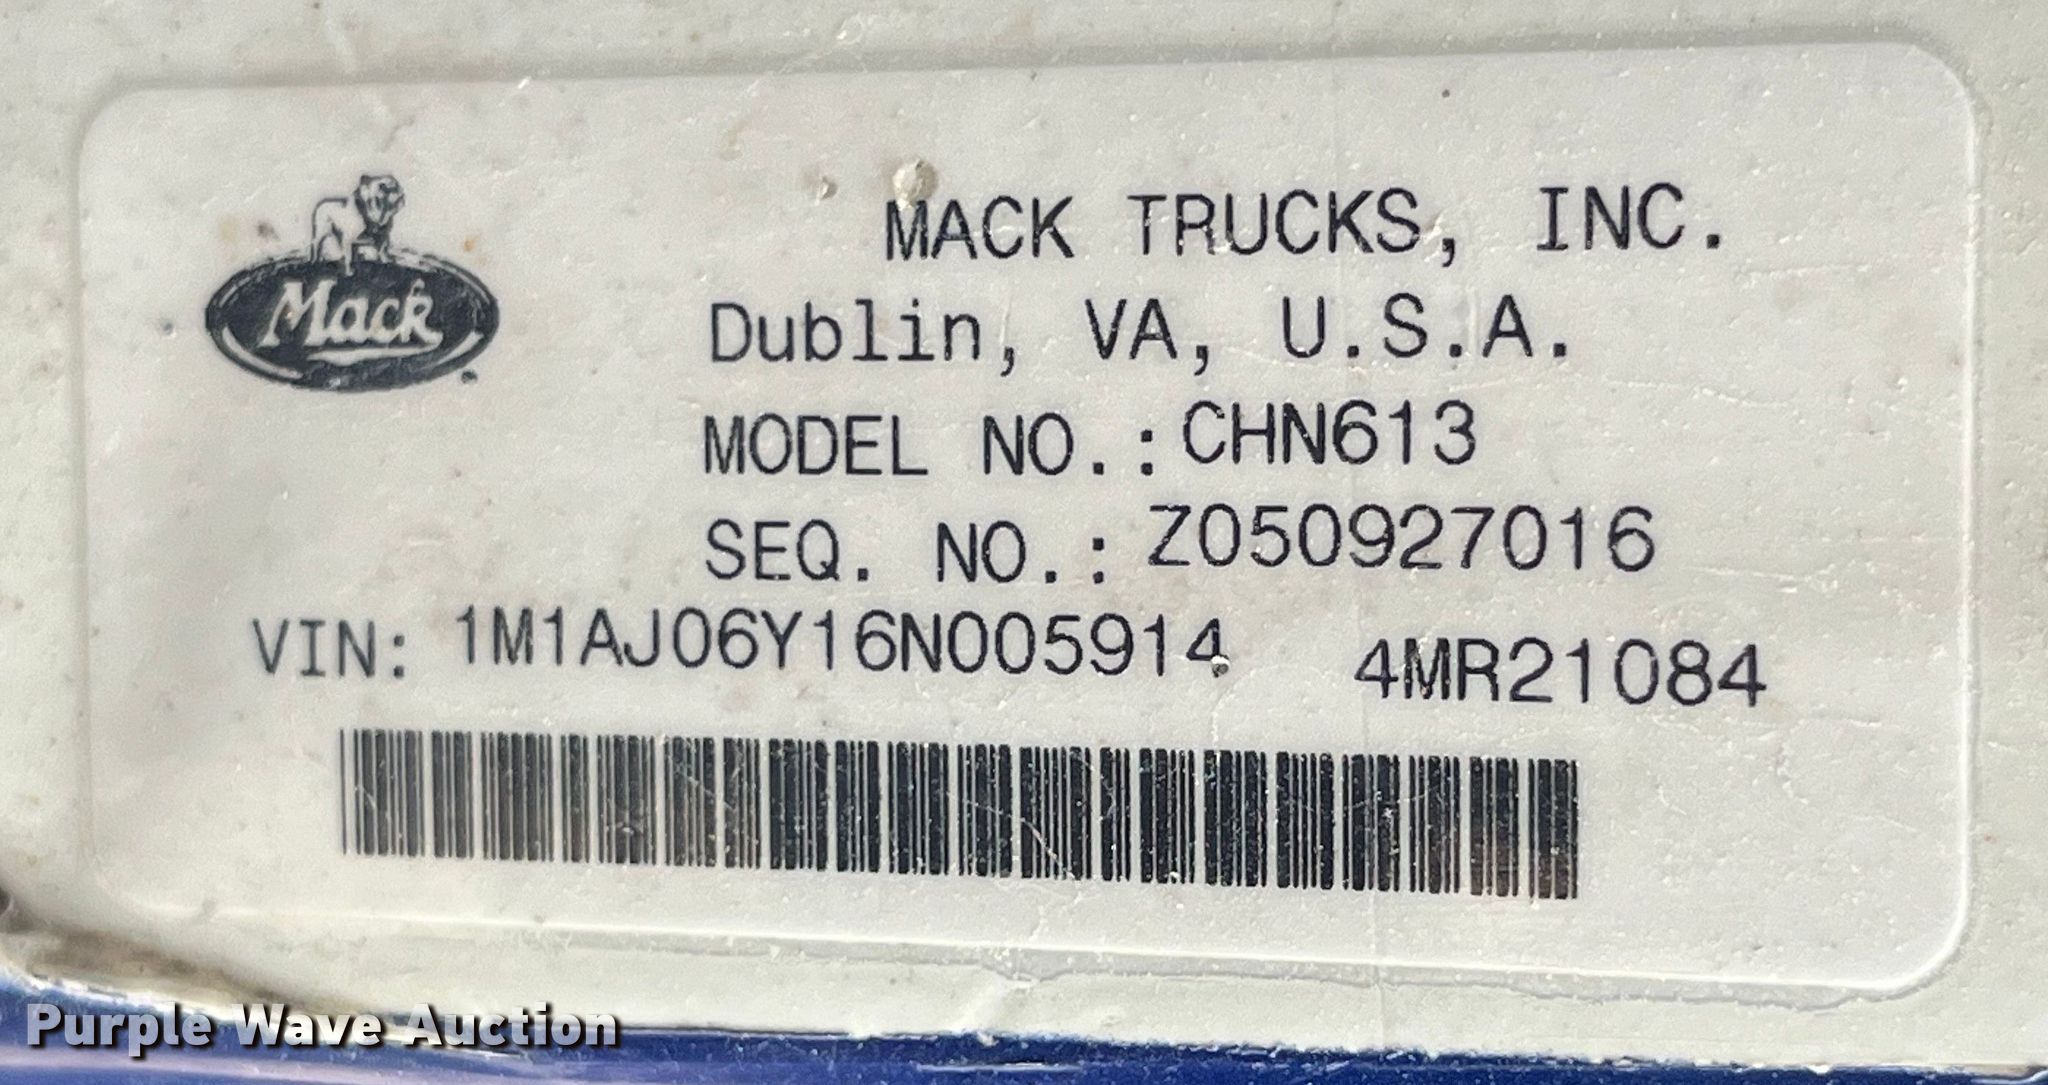 Mack
MACK TRUCKS, INC.
Dublin, VA, U.S.A.
MODEL NO.: CHN613
SEQ. NO.: Z050927016
VIN: 1M1AJ06Y16N005914 4MR21084
Purple Wave Auction